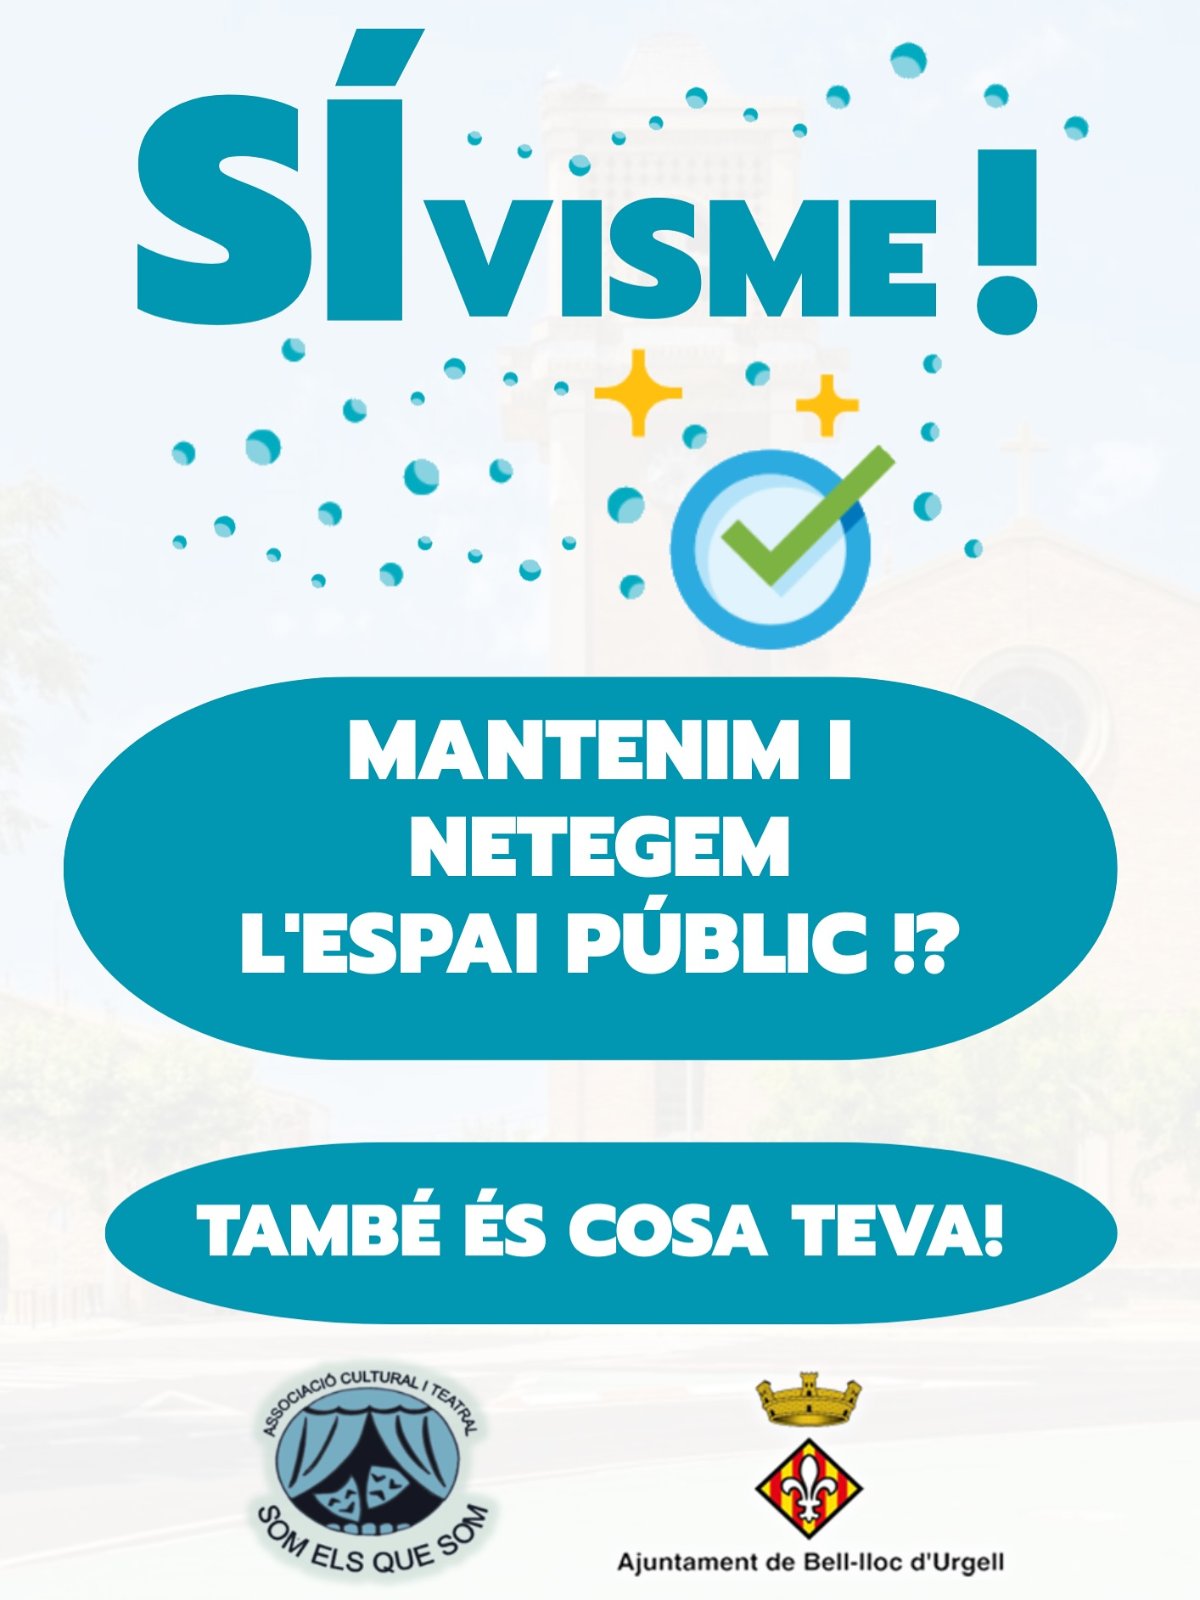 SÍVISME!
MANTENIM I
NETEGEM
L'ESPAI PÚBLIC !?
TAMBÉ ÉS COSA TEVA!
ASSOCIACIÓ CULTURAL I TEATRAL
SOM ELS QUE SOM
Ajuntament de Bell-lloc d'Urgell